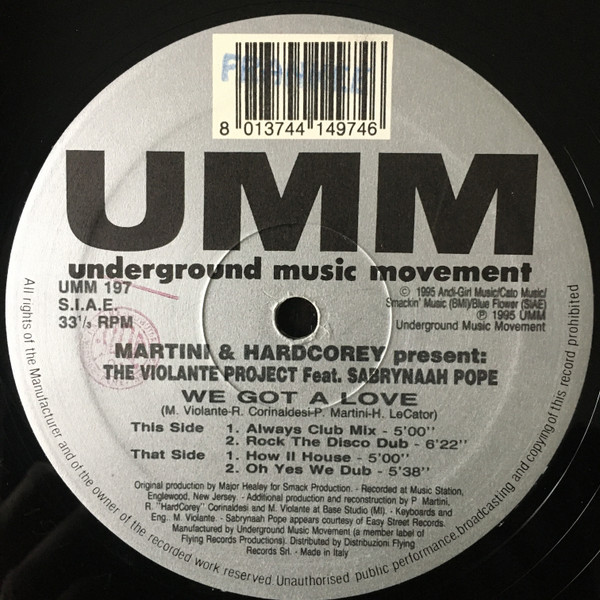 8 013744 149746
UMM
underground music movement
UMM 197
S.I.A.E.
33⅓ RPM
© 1995 Andi-Girl Music/Cato Music/
Smackin' Music (BMI)/Blue Flower (SIAE)
℗ 1995 UMM
Underground Music Movement
MARTINI & HARDCOREY present:
THE VIOLANTE PROJECT Feat. SABRYNAAH POPE
WE GOT A LOVE
(M. Violante-R. Corinaldesi-P. Martini-H. LeCator)
This Side 1. Always Club Mix - 5'00''
2. Rock The Disco Dub - 6'22''
That Side 1. How II House - 5'00''
2. Oh Yes We Dub - 5'38''
Original production by Major Healey for Smack Production. - Recorded at Music Station,
Englewood, New Jersey - Additional production and reconstruction by P. Martini,
R. "HardCorey" Corinaldesi and M. Violante at Base Studio (MI). - Keyboards and
Eng.. M. Violante. - Sabrynaah Pope appears courtesy of Easy Street Records.
Manufactured by Underground Music Movement (a member label of
Flying Records Productions). Distributed by Distribuzioni Flying
Records Srl. - Made in Italy
All rights of the Manufacturer and of the owner of the recorded work reserved. Unauthorised public performance, broadcasting and copying of this record prohibited